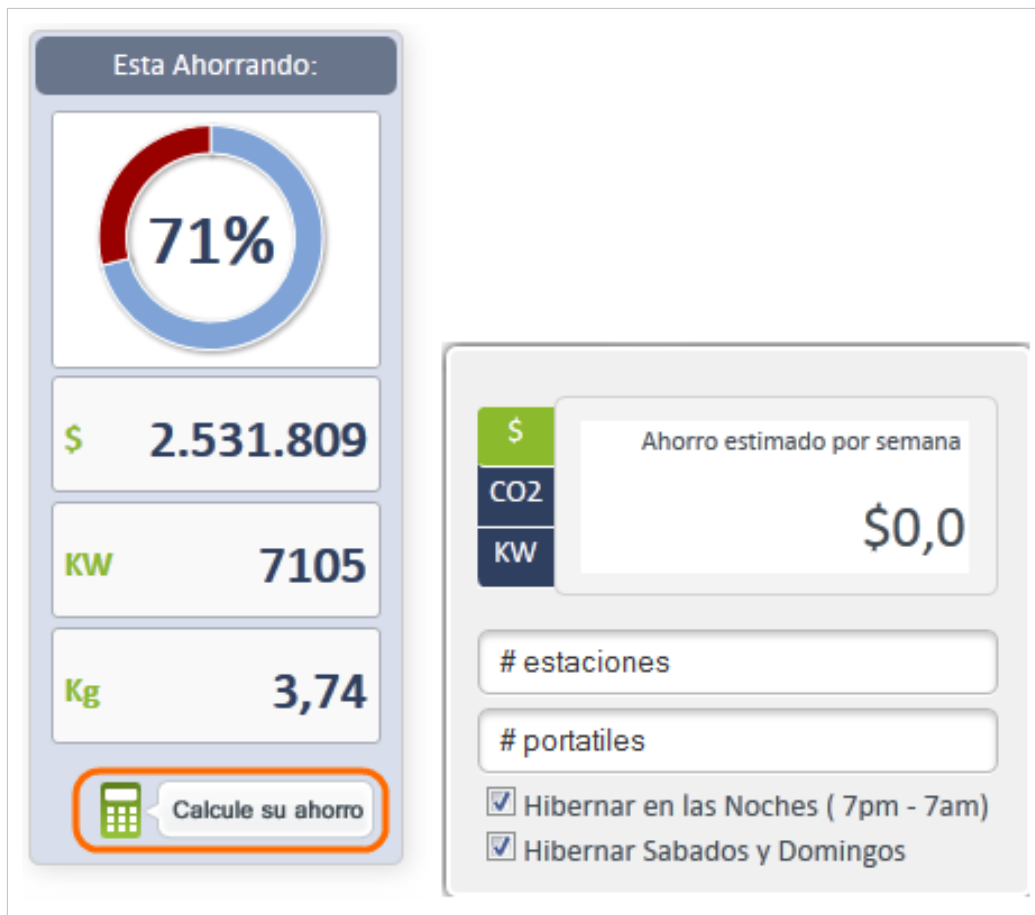 Esta Ahorrando:
71%
$ 2.531.809
KW 7105
Kg 3,74
Calcule su ahorro
$
CO2
KW
Ahorro estimado por semana
$0,0
# estaciones
# portatiles
Hibernar en las Noches ( 7pm - 7am)
Hibernar Sabados y Domingos